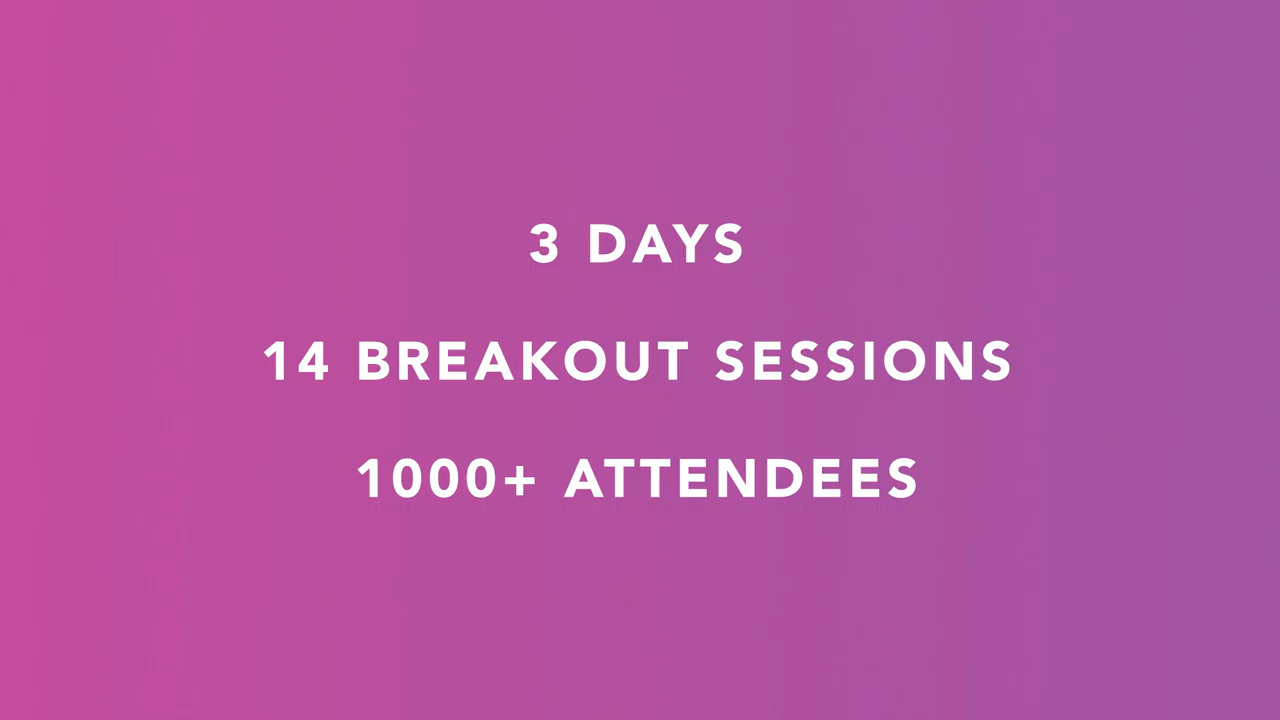 3 DAYS
14 BREAKOUT SESSIONS
1000+ ATTENDEES